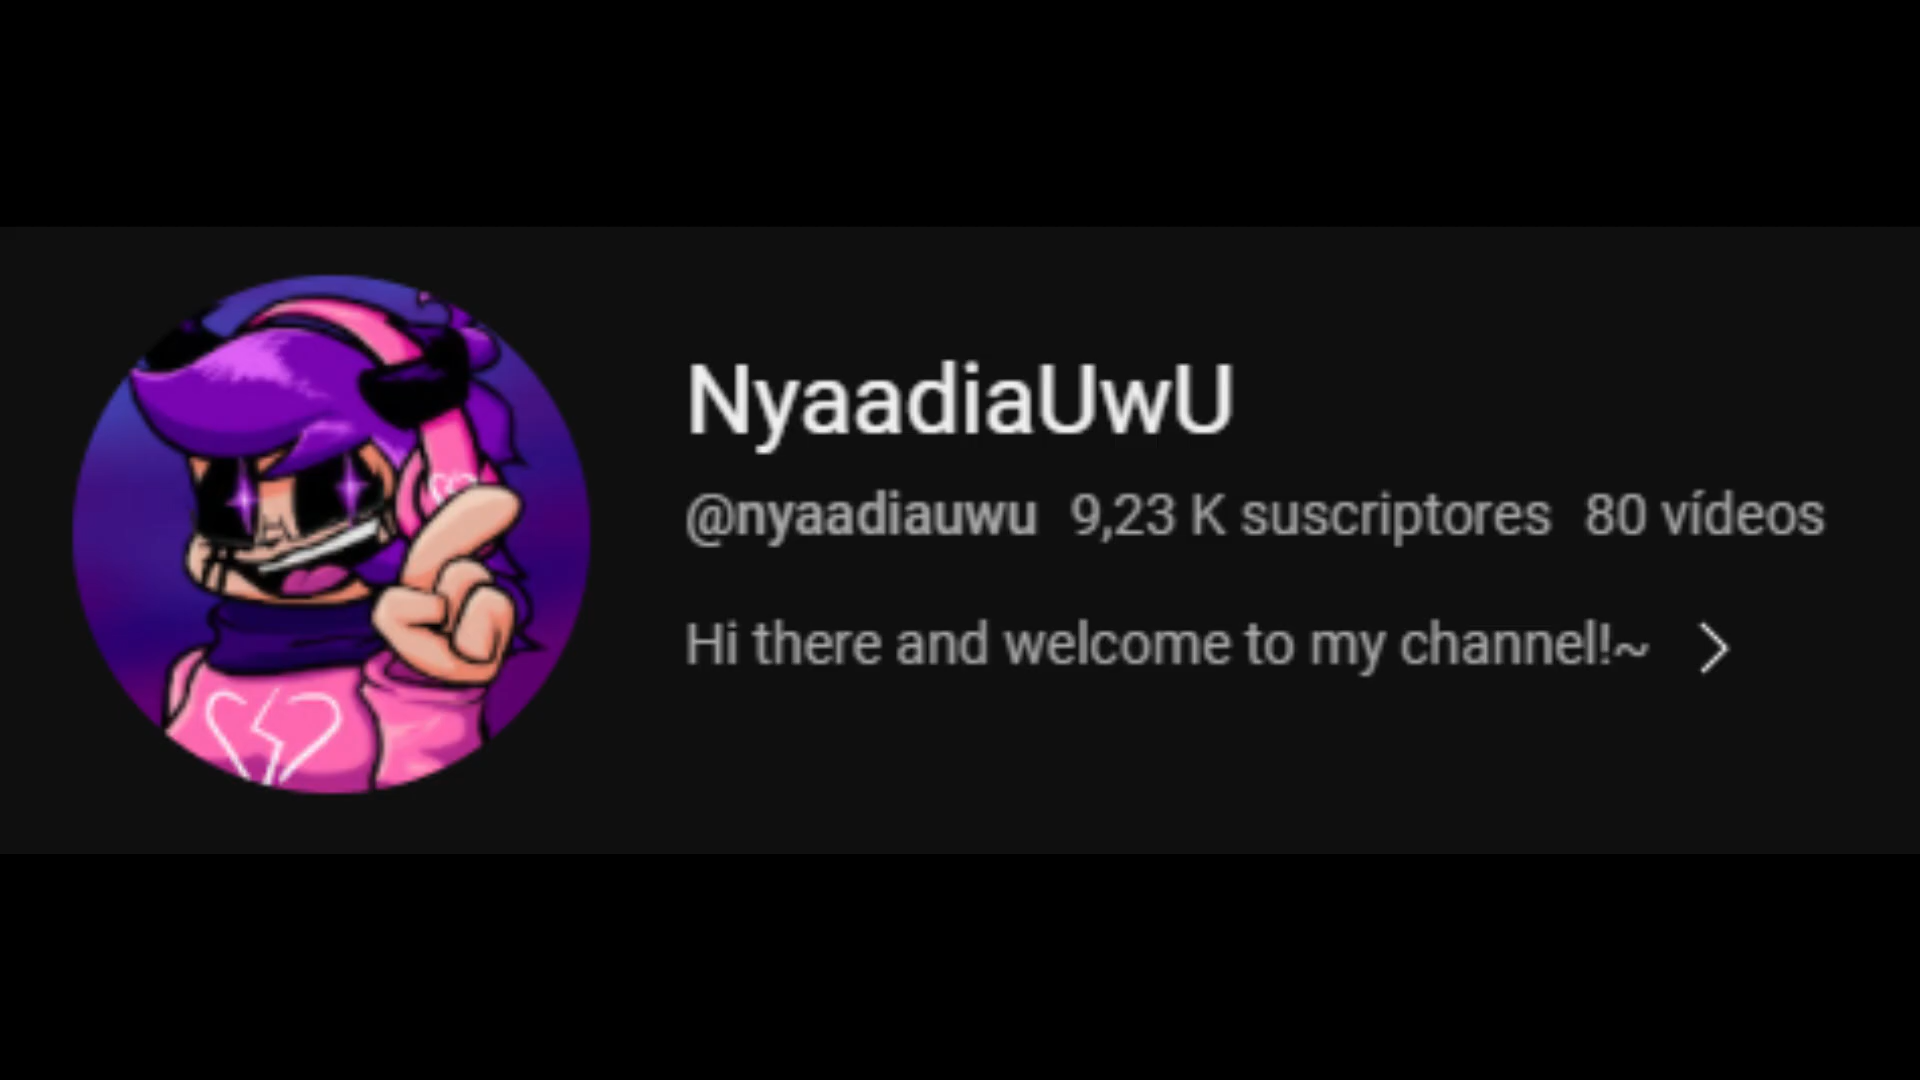 NyaadiaUwU
@nyaadiauwu 9,23 K suscriptores 80 vídeos
Hi there and welcome to my channel!~